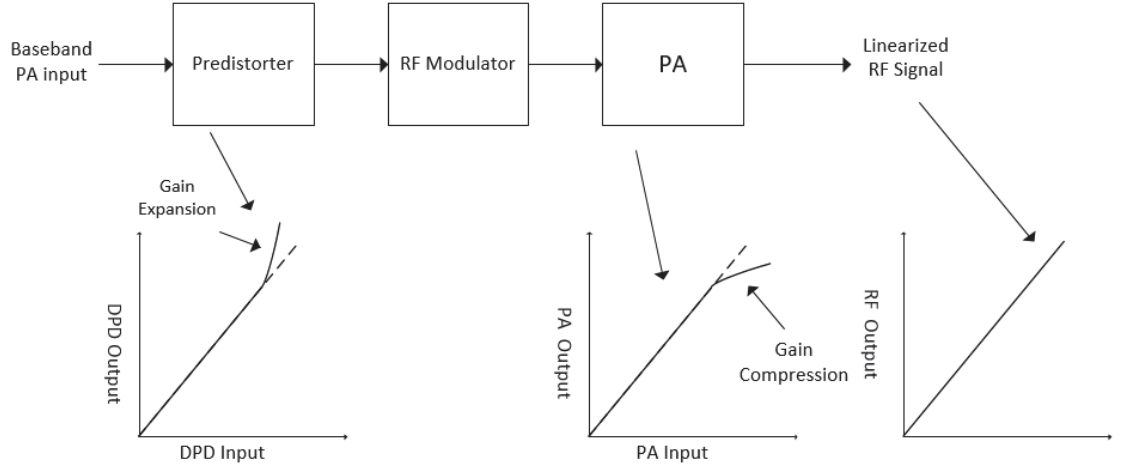 Baseband
PA input
Predistorter
RF Modulator
PA
Linearized
RF Signal
Gain
Expansion
DPD Output
DPD Input
PA Output
PA Input
Gain
Compression
RF Output